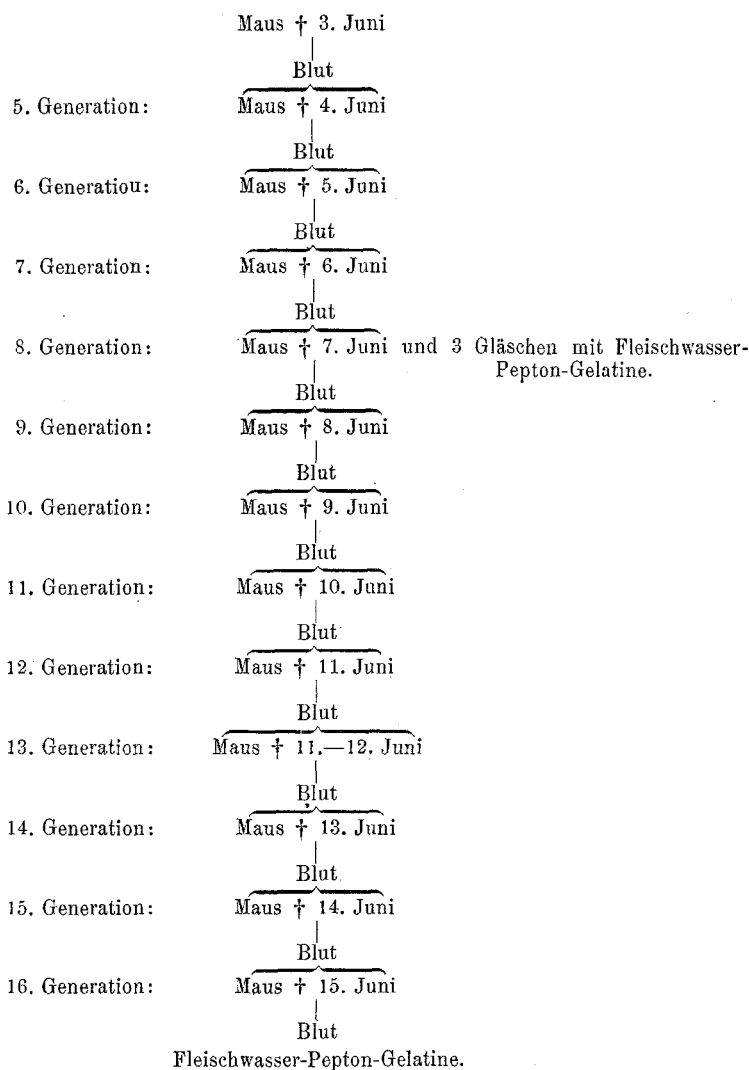 Maus † 3. Juni
Blut
5. Generation: Maus † 4. Juni
Blut
6. Generatiou: Maus † 5. Juni
Blut
7. Generation: Maus † 6. Juni
Blut
8. Generation: Maus † 7. Juni und 3 Gläschen mit Fleischwasser-
Pepton-Gelatine.
Blut
9. Generation: Maus † 8. Juni
Blut
10. Generation: Maus † 9. Juni
Blut
11. Generation: Maus † 10. Juni
Blut
12. Generation: Maus † 11. Juni
Blut
13. Generation: Maus † 11.—12. Juni
Blut
14. Generation: Maus † 13. Juni
Blut
15. Generation: Maus † 14. Juni
Blut
16. Generation: Maus † 15. Juni
Blut
Fleischwasser-Pepton-Gelatine.